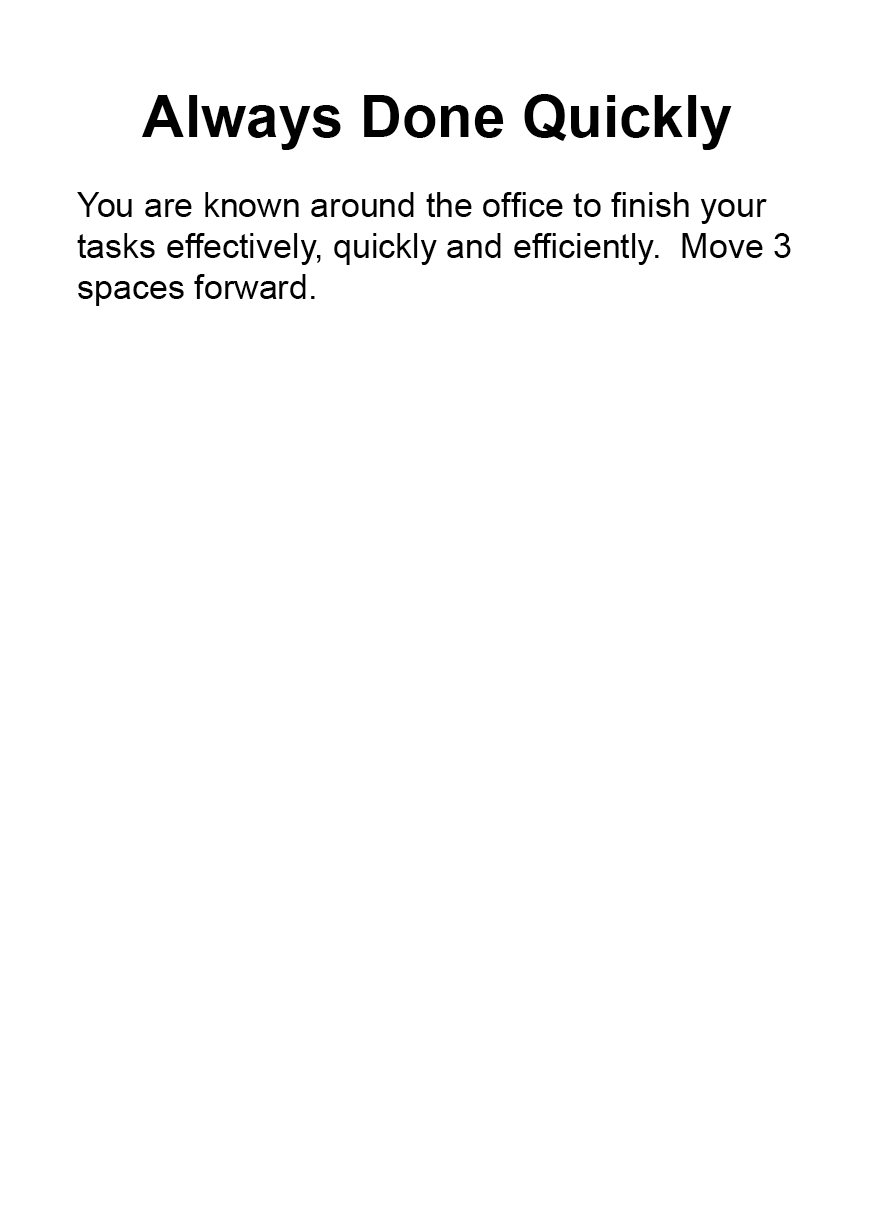 Always Done Quickly
You are known around the office to finish your
tasks effectively, quickly and efficiently.  Move 3
spaces forward.